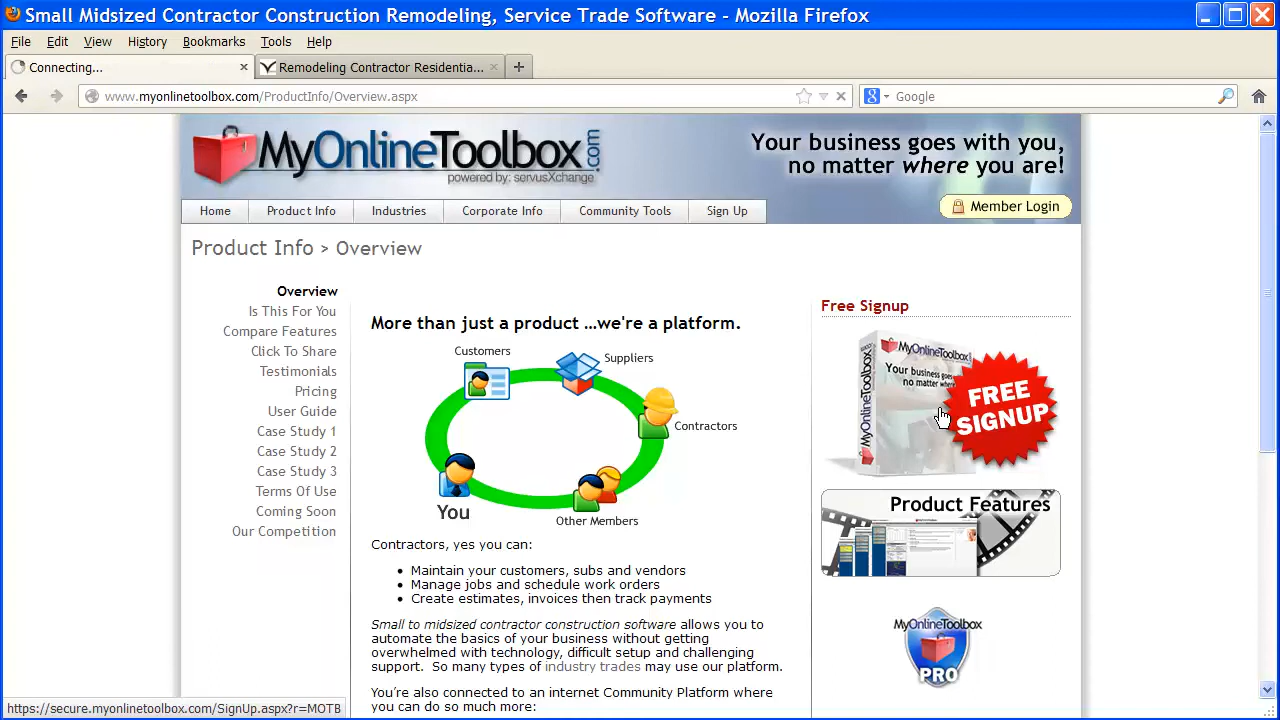 Small Midsized Contractor Construction Remodeling, Service Trade Software - Mozilla Firefox
File Edit View History Bookmarks Tools Help
Connecting... × Remodeling Contractor Residentia... × +
www.myonlinetoolbox.com/ProductInfo/Overview.aspx
Google
MyOnlineToolbox.com
powered by: servusXchange
Your business goes with you,
no matter where you are!
Home Product Info Industries Corporate Info Community Tools Sign Up
Member Login
Product Info > Overview
Overview
Is This For You
Compare Features
Click To Share
Testimonials
Pricing
User Guide
Case Study 1
Case Study 2
Case Study 3
Terms Of Use
Coming Soon
Our Competition
More than just a product ...we're a platform.
Customers
Suppliers
Contractors
You
Other Members
Contractors, yes you can:
• Maintain your customers, subs and vendors
• Manage jobs and schedule work orders
• Create estimates, invoices then track payments
Small to midsized contractor construction software allows you to
automate the basics of your business without getting
overwhelmed with technology, difficult setup and challenging
support. So many types of industry trades may use our platform.
You're also connected to an internet Community Platform where
you can do so much more:
Free Signup
MyOnlineToolbox
Your business goes
no matter
MyOnlineToolbox
FREE
SIGNUP
Product Features
MyOnlineToolbox
PRO
https://secure.myonlinetoolbox.com/SignUp.aspx?r=MOTB